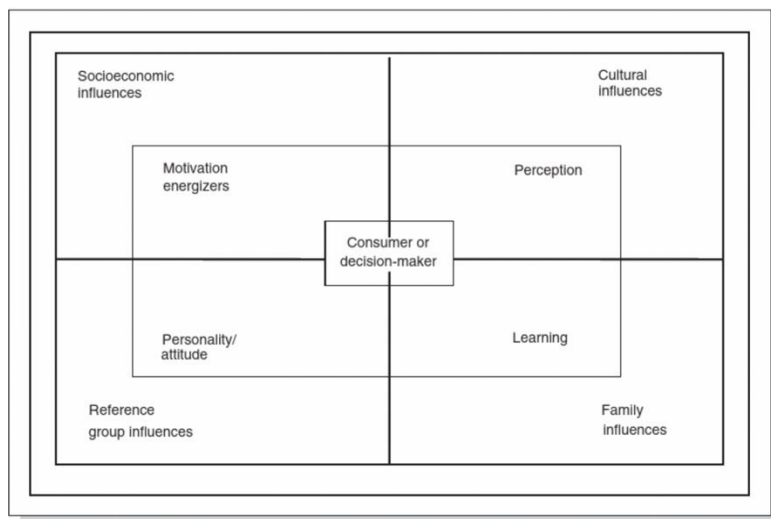 Socioeconomic
influences
Cultural
influences
Motivation
energizers
Perception
Consumer or
decision-maker
Personality/
attitude
Learning
Reference
group influences
Family
influences